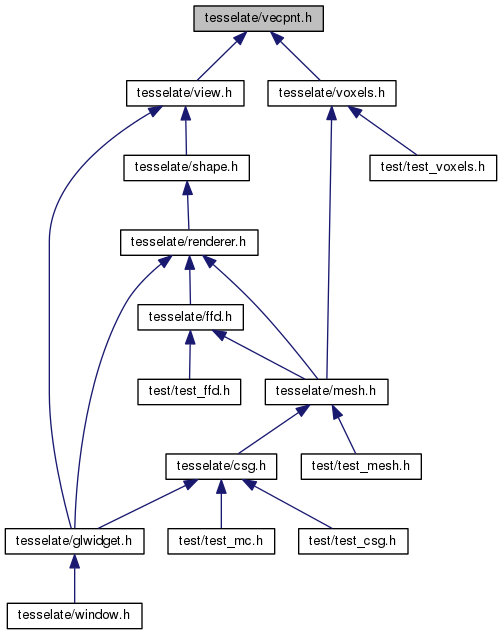 tesselate/vecpnt.h
tesselate/view.h
tesselate/voxels.h
tesselate/shape.h
test/test_voxels.h
tesselate/renderer.h
tesselate/ffd.h
test/test_ffd.h
tesselate/mesh.h
tesselate/csg.h
test/test_mesh.h
tesselate/glwidget.h
test/test_mc.h
test/test_csg.h
tesselate/window.h